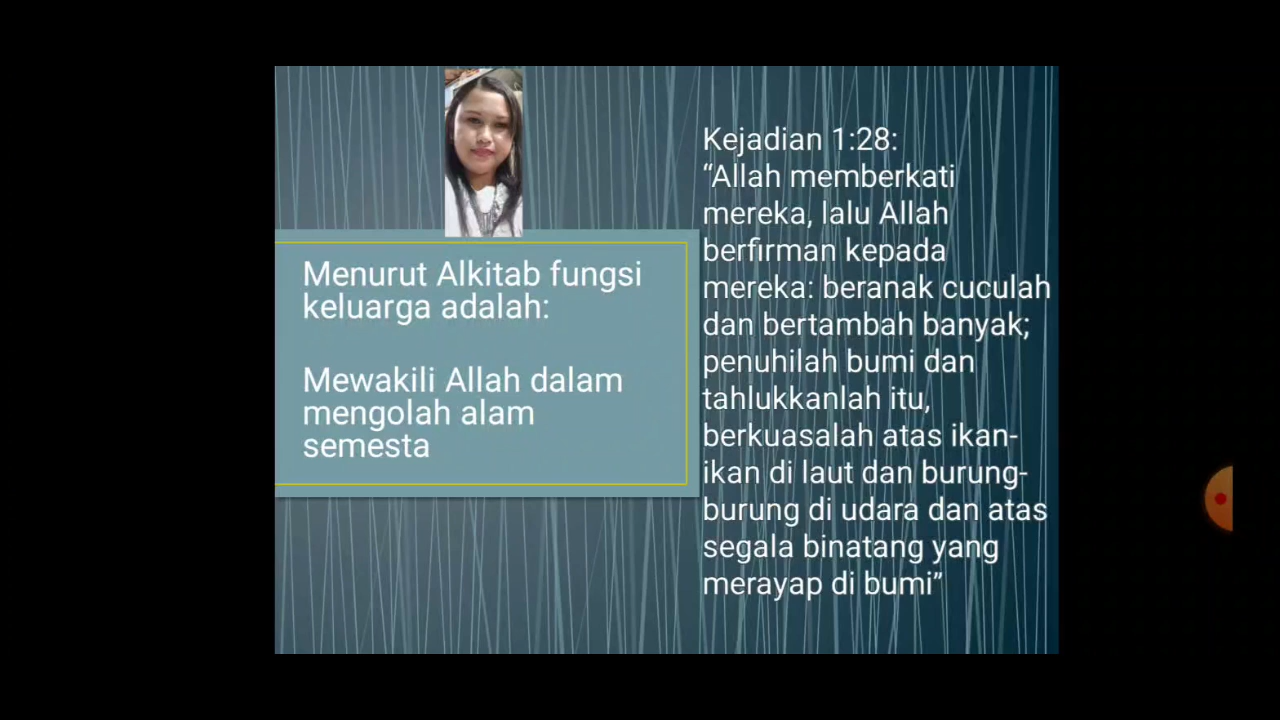 Menurut Alkitab fungsi
keluarga adalah:
Mewakili Allah dalam
mengolah alam
semesta
Kejadian 1:28:
“Allah memberkati
mereka, lalu Allah
berfirman kepada
mereka: beranak cuculah
dan bertambah banyak;
penuhilah bumi dan
tahlukkanlah itu,
berkuasalah atas ikan-
ikan di laut dan burung-
burung di udara dan atas
segala binatang yang
merayap di bumi”